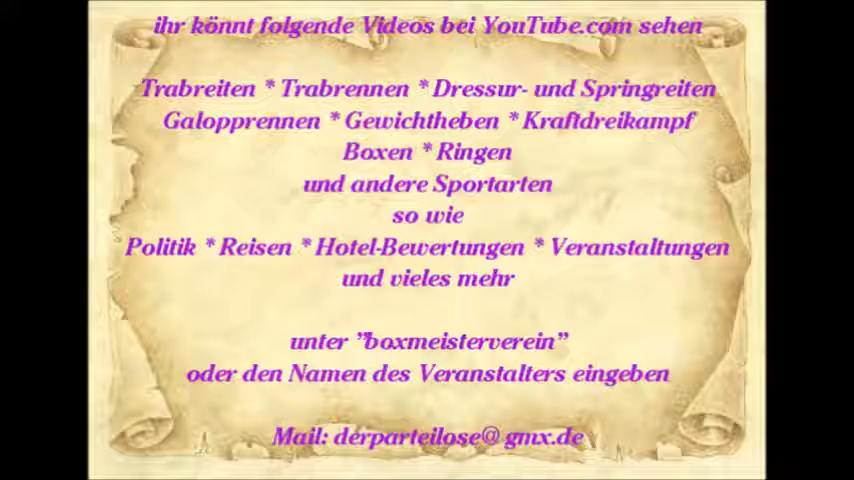 ihr könnt folgende Videos bei YouTube.com sehen
Trabreiten * Trabrennen * Dressur- und Springreiten
Galopprennen * Gewichtheben * Kraftdreikampf
Boxen * Ringen
und andere Sportarten
so wie
Politik * Reisen * Hotel-Bewertungen * Veranstaltungen
und vieles mehr
unter "boxmeisterverein"
oder den Namen des Veranstalters eingeben
Mail: derparteilose@gmx.de